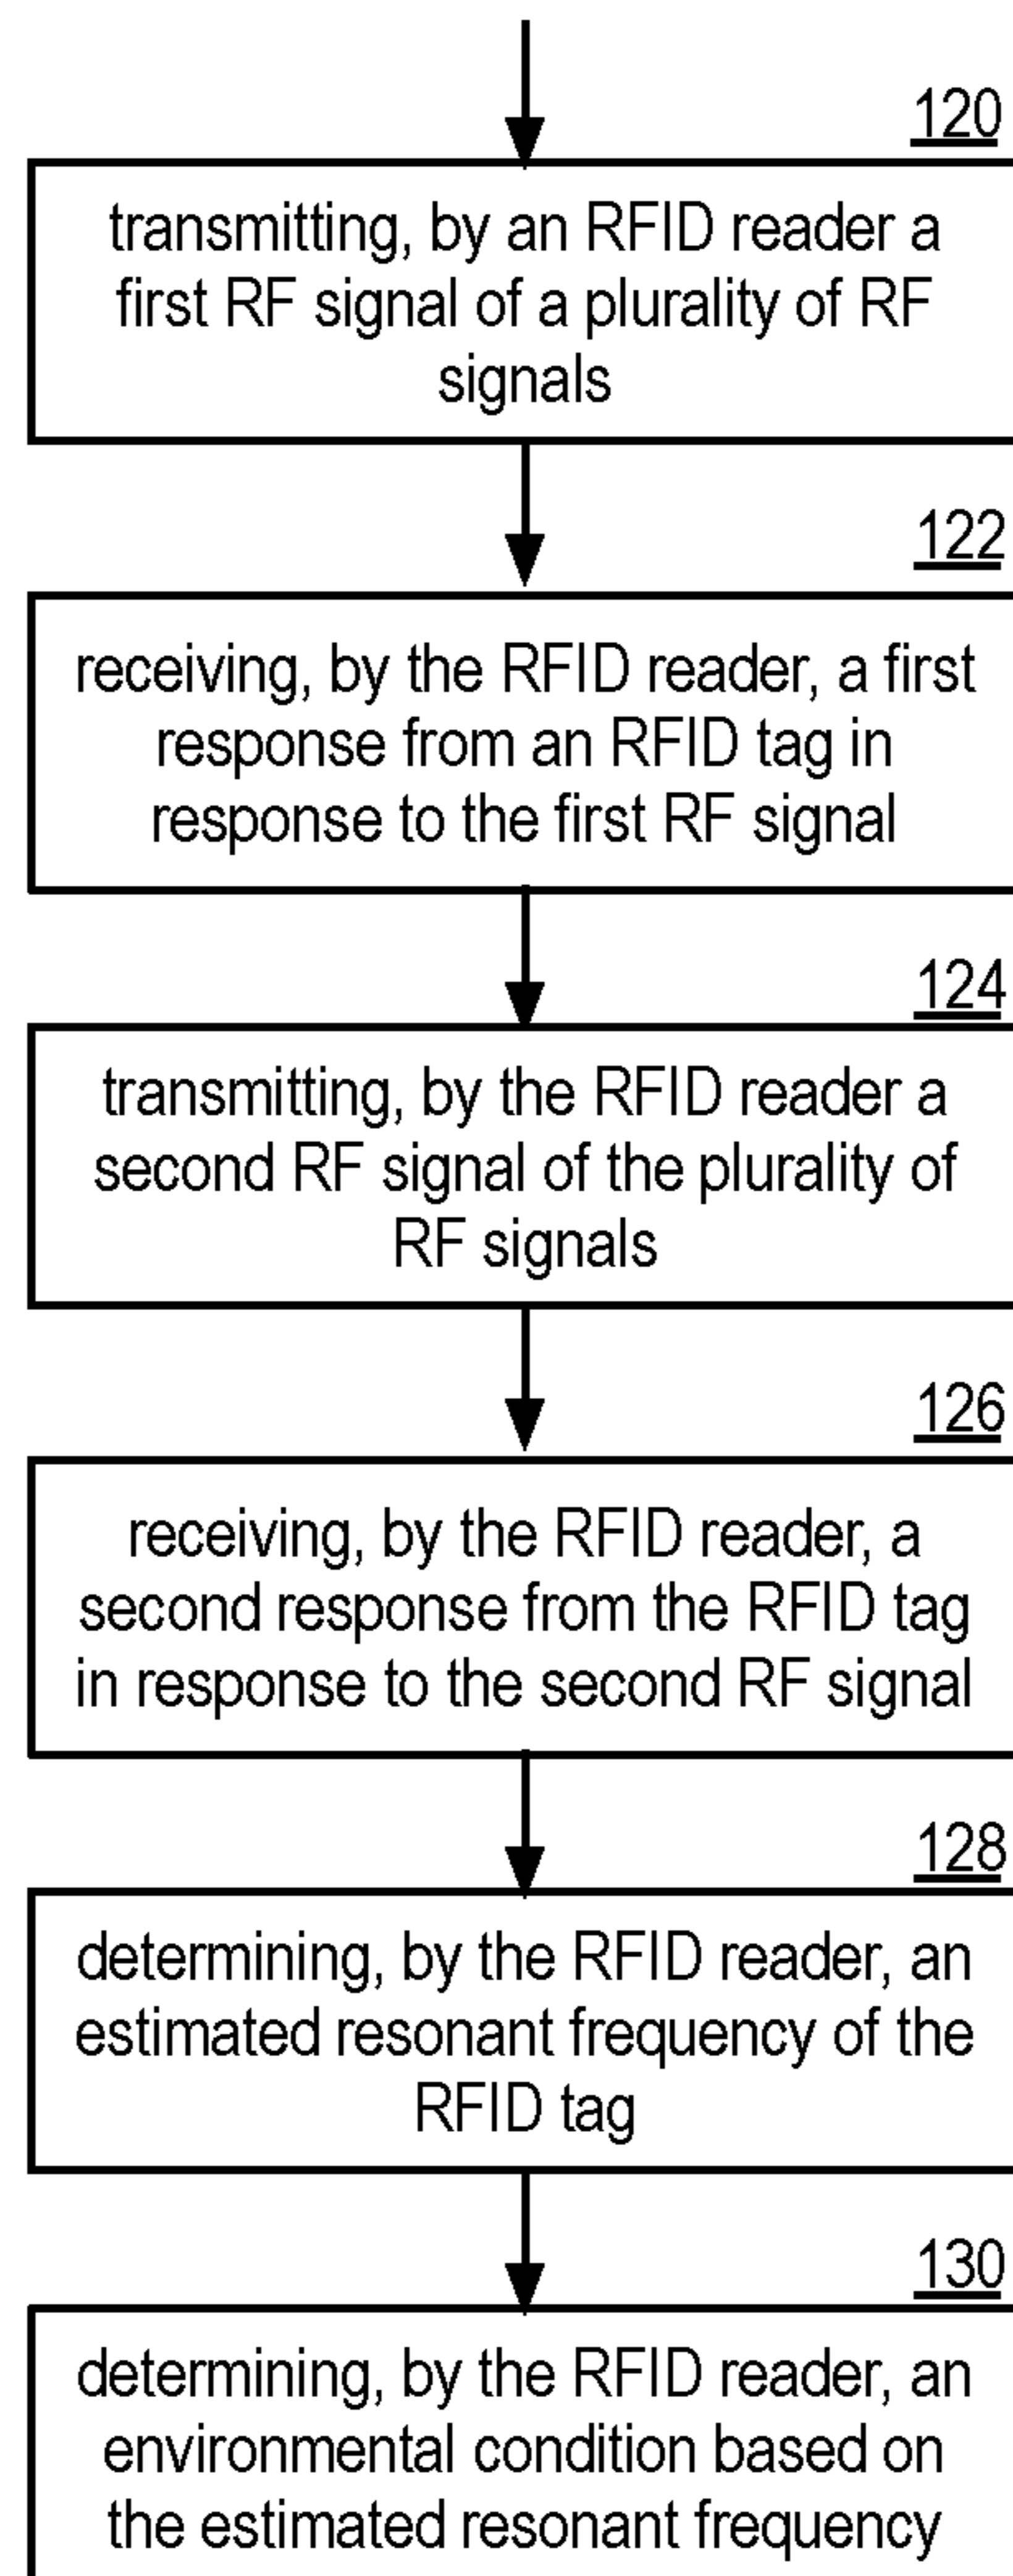 120
transmitting, by an RFID reader a
first RF signal of a plurality of RF
signals
122
receiving, by the RFID reader, a first
response from an RFID tag in
response to the first RF signal
124
transmitting, by the RFID reader a
second RF signal of the plurality of
RF signals
126
receiving, by the RFID reader, a
second response from the RFID tag
in response to the second RF signal
128
determining, by the RFID reader, an
estimated resonant frequency of the
RFID tag
130
determining, by the RFID reader, an
environmental condition based on
the estimated resonant frequency